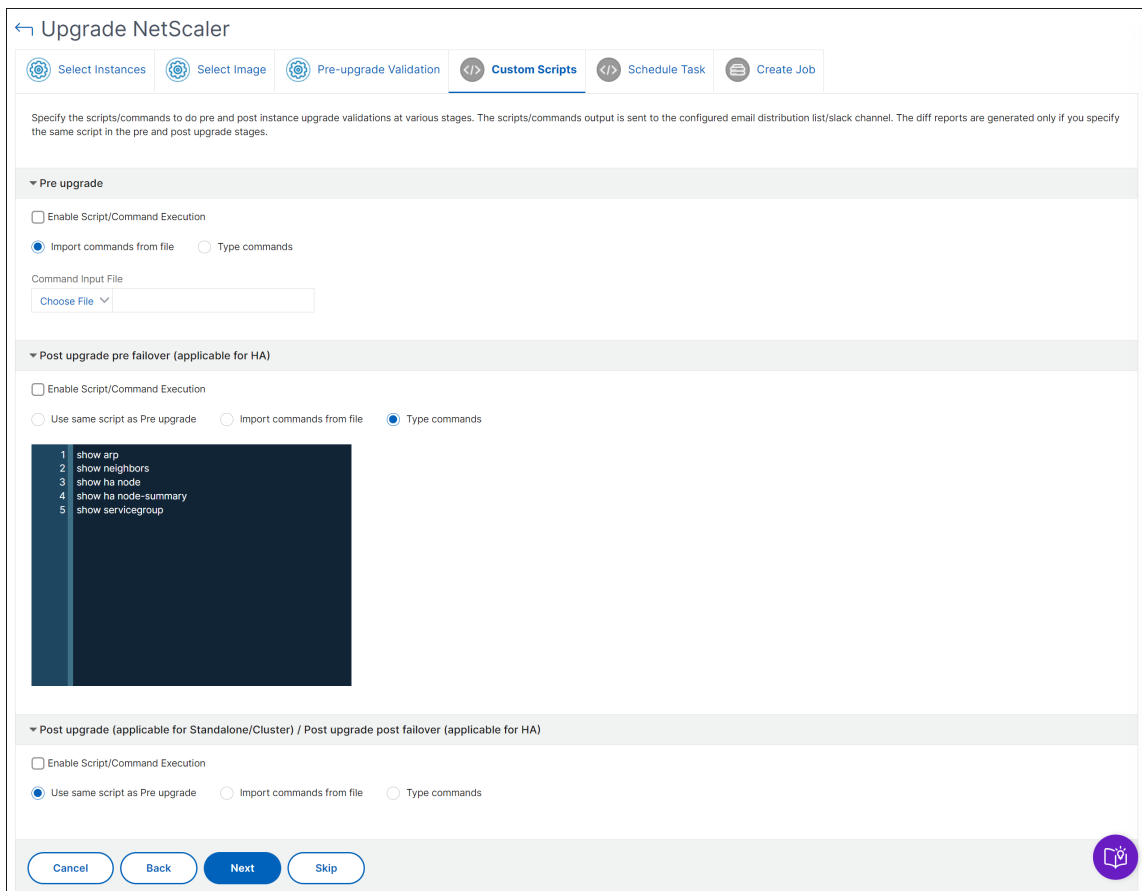 Upgrade NetScaler
Select Instances
Select Image
Pre-upgrade Validation
Custom Scripts
Schedule Task
Create Job
Specify the scripts/commands to do pre and post instance upgrade validations at various stages. The scripts/commands output is sent to the configured email distribution list/slack channel. The diff reports are generated only if you specify
the same script in the pre and post upgrade stages.
Pre upgrade
Enable Script/Command Execution
Import commands from file
Type commands
Command Input File
Choose File
Post upgrade pre failover (applicable for HA)
Enable Script/Command Execution
Use same script as Pre upgrade
Import commands from file
Type commands
1 show arp
2 show neighbors
3 show ha node
4 show ha node-summary
5 show servicegroup
Post upgrade (applicable for Standalone/Cluster) / Post upgrade post failover (applicable for HA)
Enable Script/Command Execution
Use same script as Pre upgrade
Import commands from file
Type commands
Cancel
Back
Next
Skip